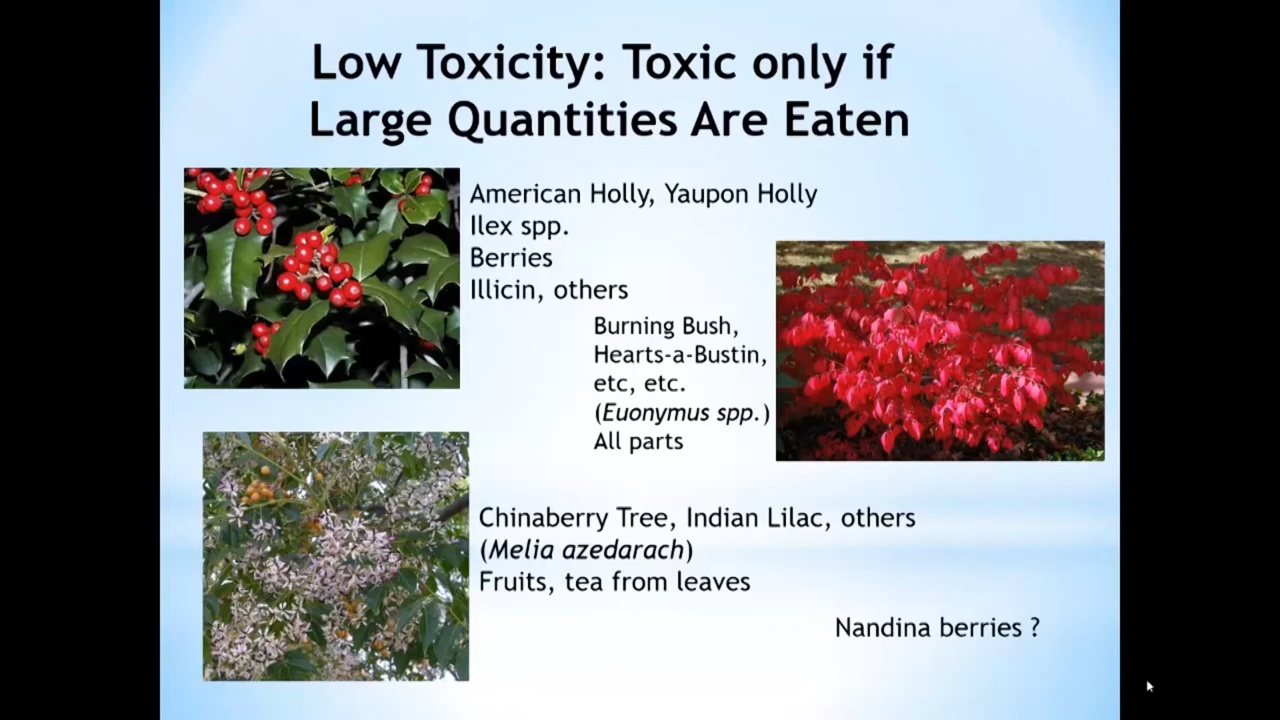 Low Toxicity: Toxic only if
Large Quantities Are Eaten
American Holly, Yaupon Holly
Ilex spp.
Berries
Illicin, others
Burning Bush,
Hearts-a-Bustin,
etc, etc.
(Euonymus spp.)
All parts
Chinaberry Tree, Indian Lilac, others
(Melia azedarach)
Fruits, tea from leaves
Nandina berries ?